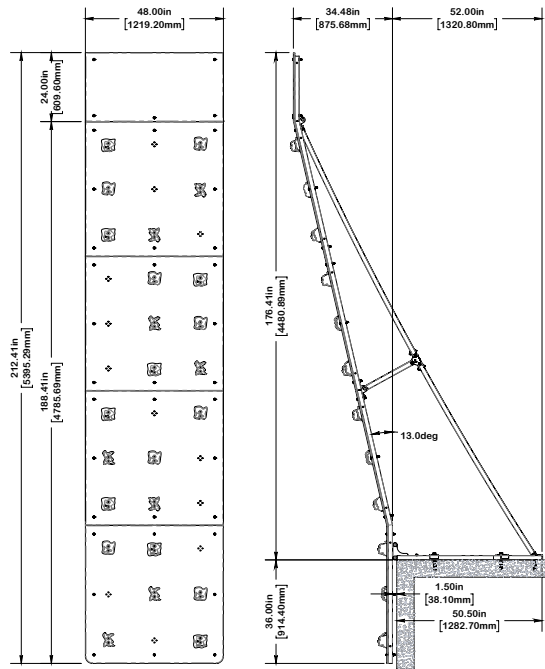 48.00in
[1219.20mm]
34.48in
[875.68mm]
52.00in
[1320.80mm]
24.00in
[609.60mm]
212.41in
[5395.29mm]
188.41in
[4785.69mm]
176.41in
[4480.89mm]
13.0deg
36.00in
[914.40mm]
1.50in
[38.10mm]
50.50in
[1282.70mm]